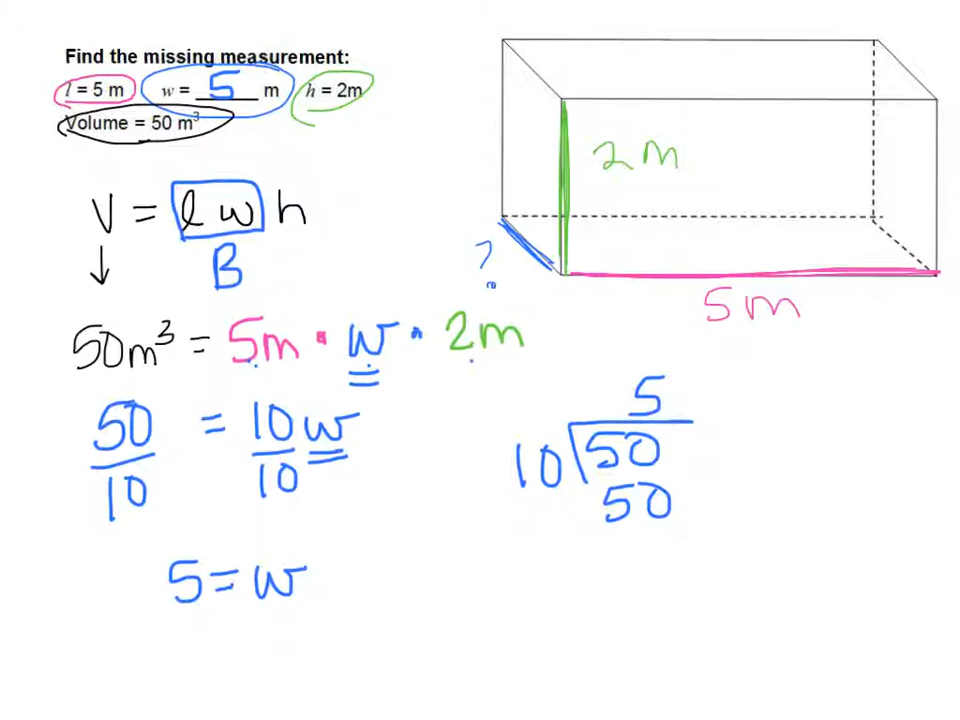 Find the missing measurement:
l = 5 m w = 5 m h = 2m
Volume = 50 m³
2m
V = l w h
B
?
5m
50m³ = 5m · w · 2m
50/10 = 10w/10
5
10)50
50
5 = w